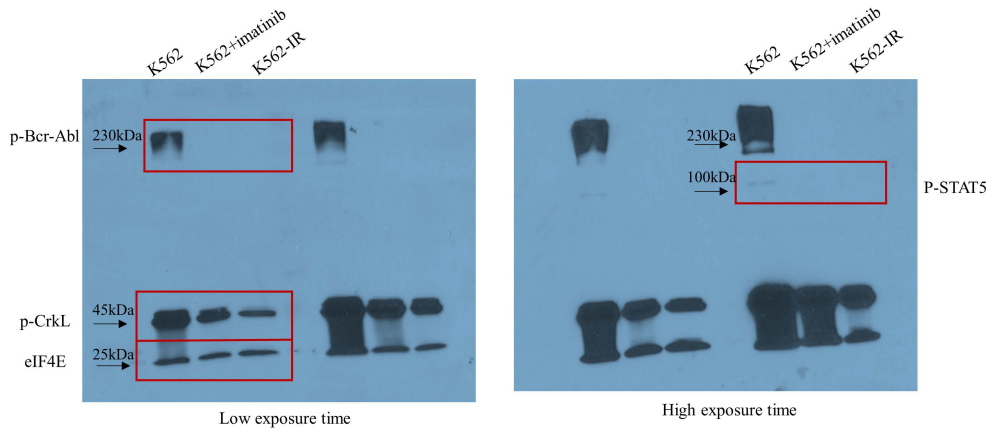 K562
K562+imatinib
K562-IR
K562
K562+imatinib
K562-IR
p-Bcr-Abl
230kDa
230kDa
100kDa
P-STAT5
45kDa
p-CrkL
25kDa
eIF4E
Low exposure time
High exposure time